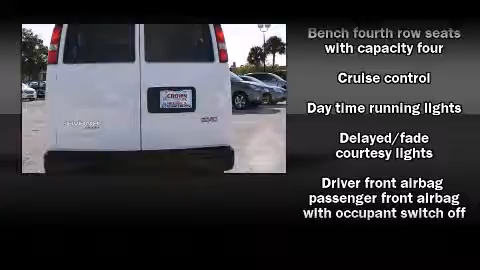 Bench fourth row seats
with capacity four
Cruise control
Day time running lights
Delayed/fade
courtesy lights
Driver front airbag
passenger front airbag
with occupant switch off
CROWN
GMC